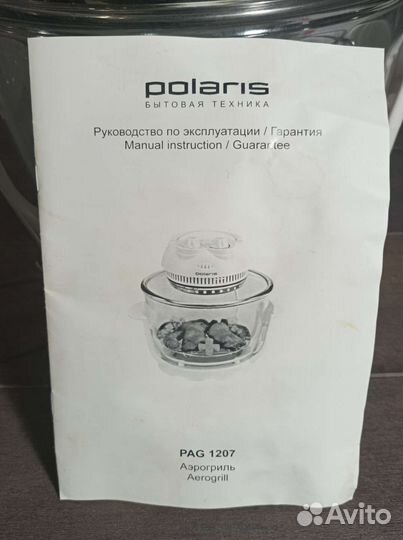 polaris
БЫТОВАЯ ТЕХНИКА
Руководство по эксплуатации / Гарантия
Manual instruction / Guarantee
polaris
PAG 1207
Аэрогриль
Aerogrill
Avito